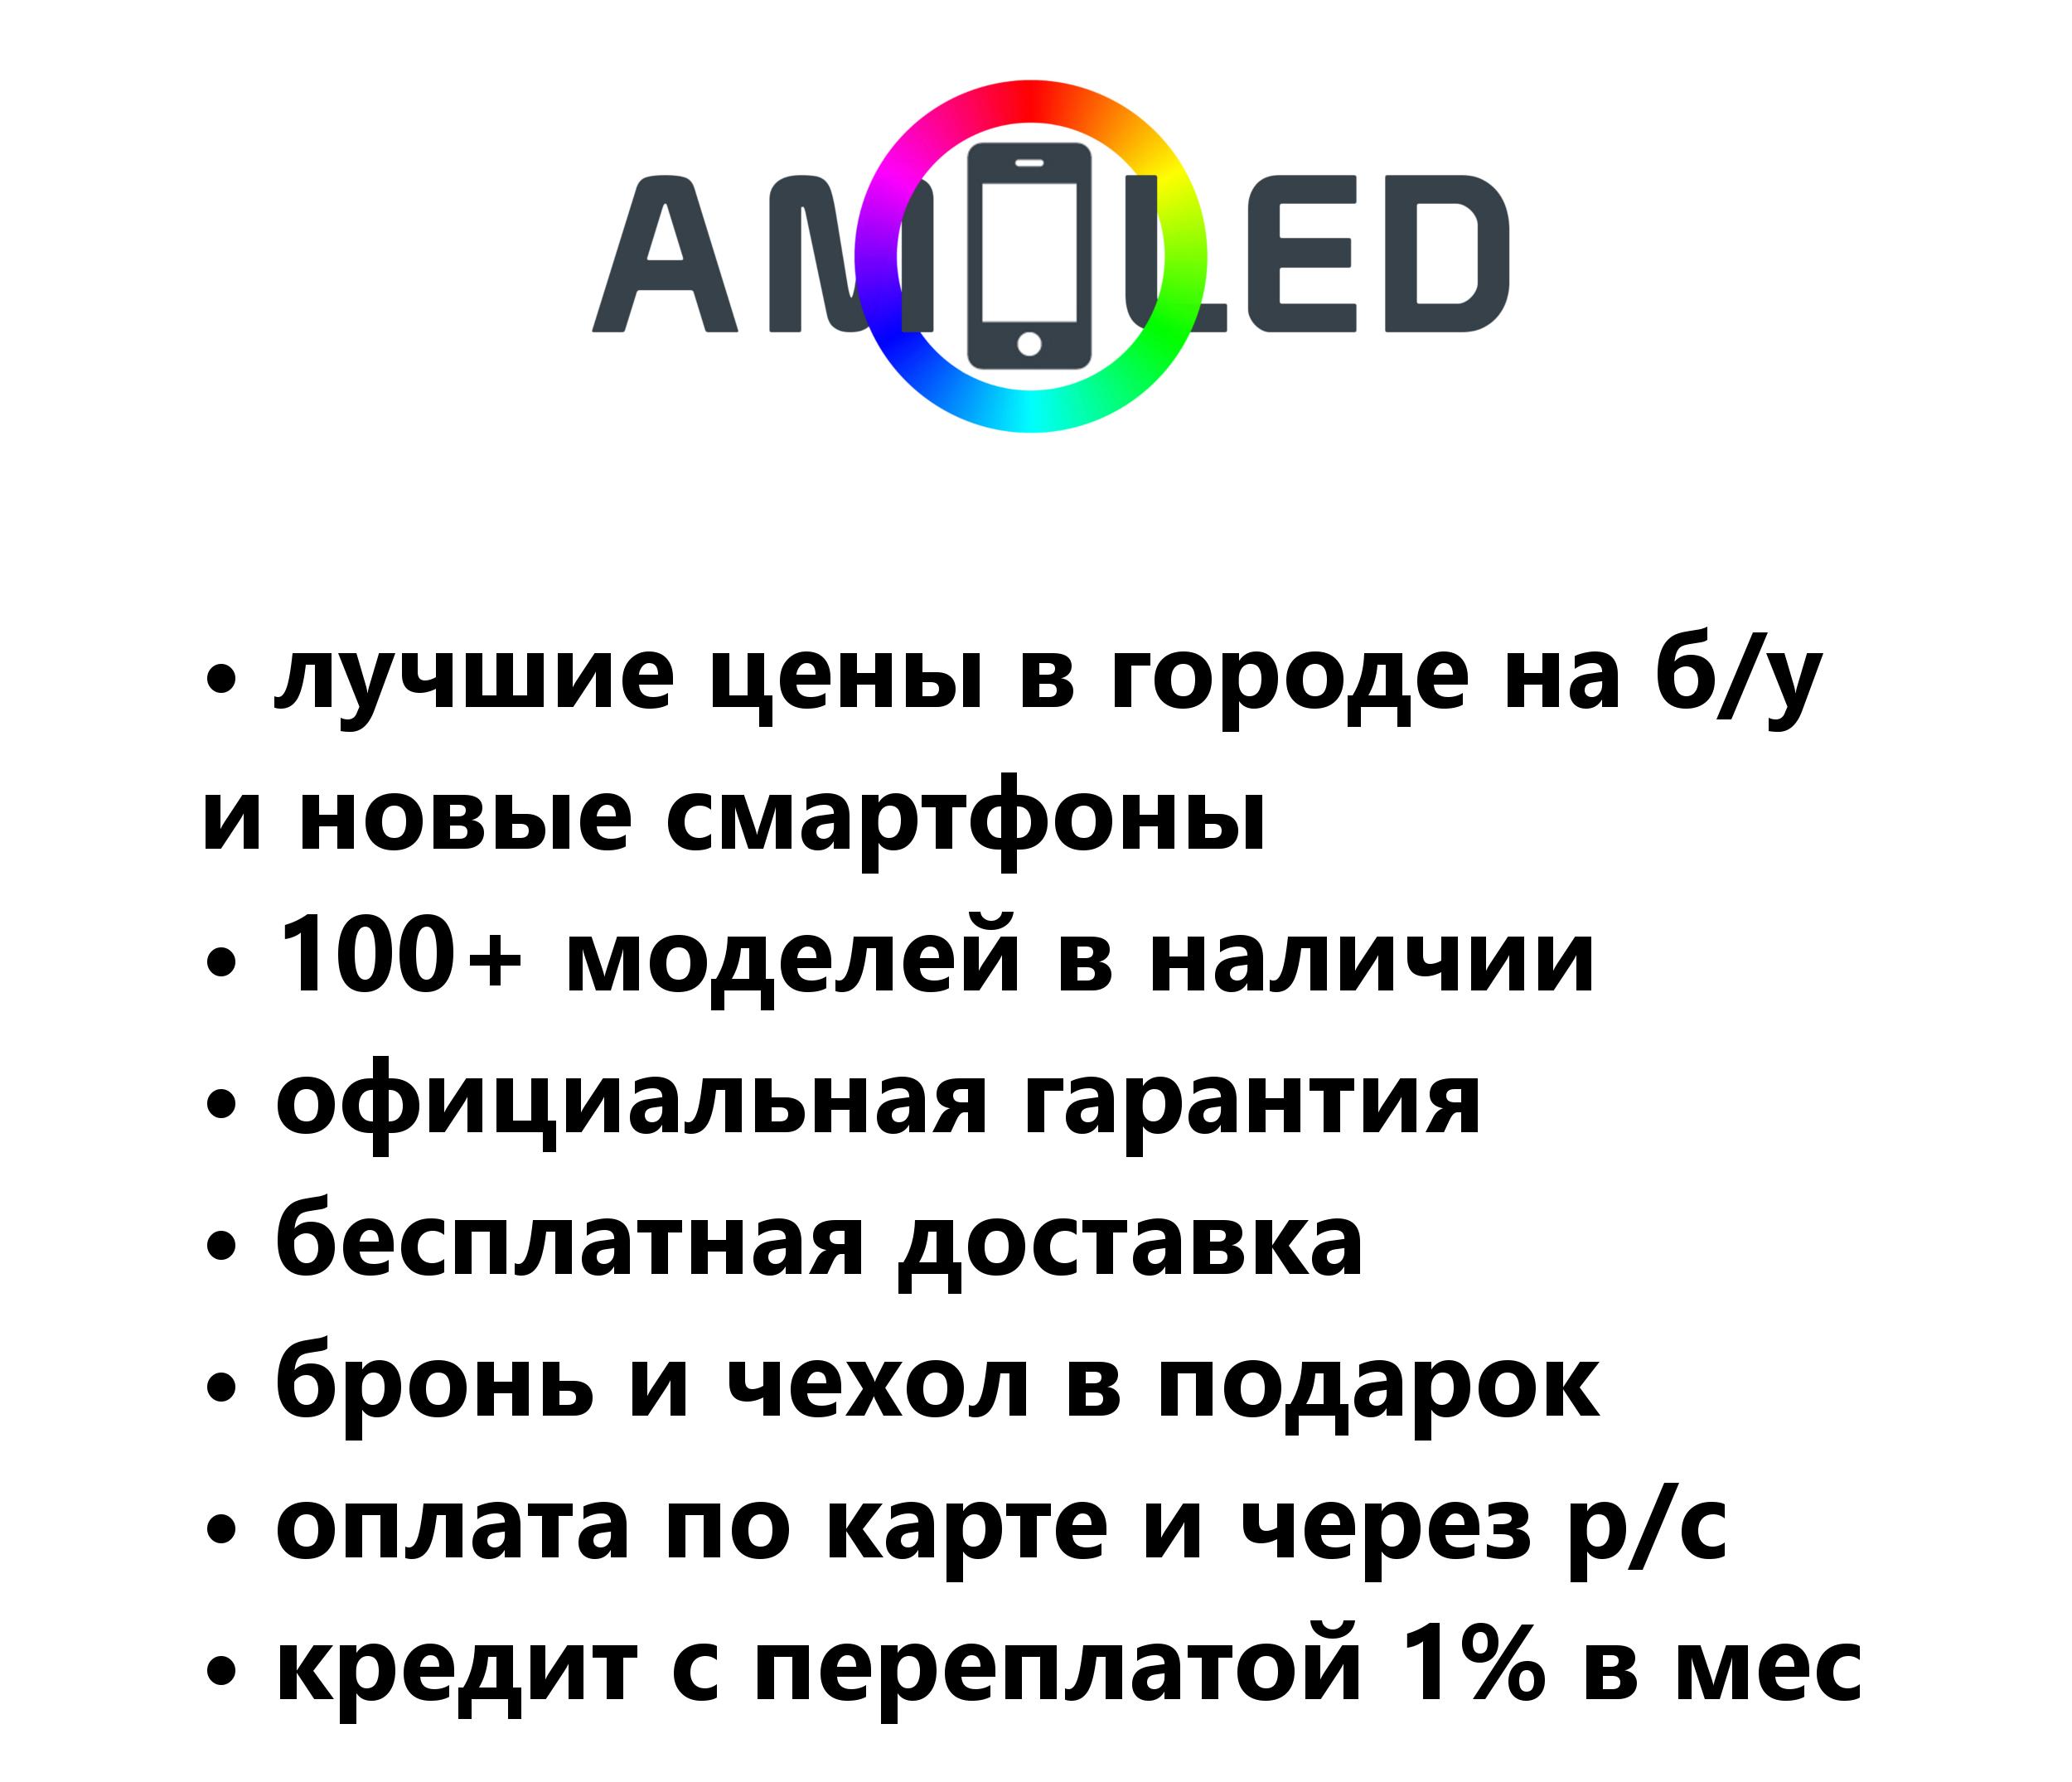 AMOLED
• лучшие цены в городе на б/у
и новые смартфоны
• 100+ моделей в наличии
• официальная гарантия
• бесплатная доставка
• бронь и чехол в подарок
• оплата по карте и через р/с
• кредит с переплатой 1% в мес